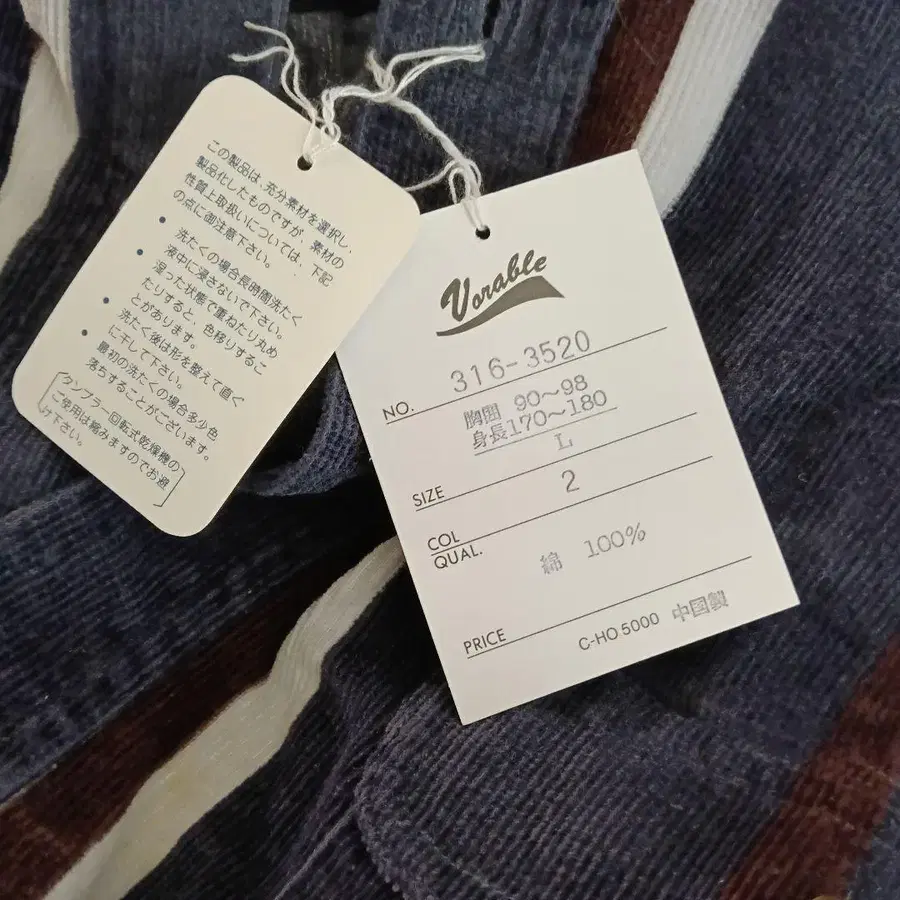 この製品は、充分素材を選択し、
製品化したものですが、素材の
性質上取扱いについては、下記
の点に御注意下さい。
• 洗たくの場合長時間洗たく
液中に浸さないで下さい。
• 湿った状態で重ねたり丸め
たりすると、色移りするこ
とがあります。
• 洗たく後は形を整えて直ぐ
に干して下さい。
• 最初の洗たくの場合多少色
落ちすることがございます。
タンブラー回転式乾燥機の
ご使用は縮みますのでお避
け下さい。
Vorable
NO. 316-3520
胸囲 90〜98
身長170〜180
SIZE L
COL 2
QUAL. 綿 100%
PRICE
C-HO 5000 中国製